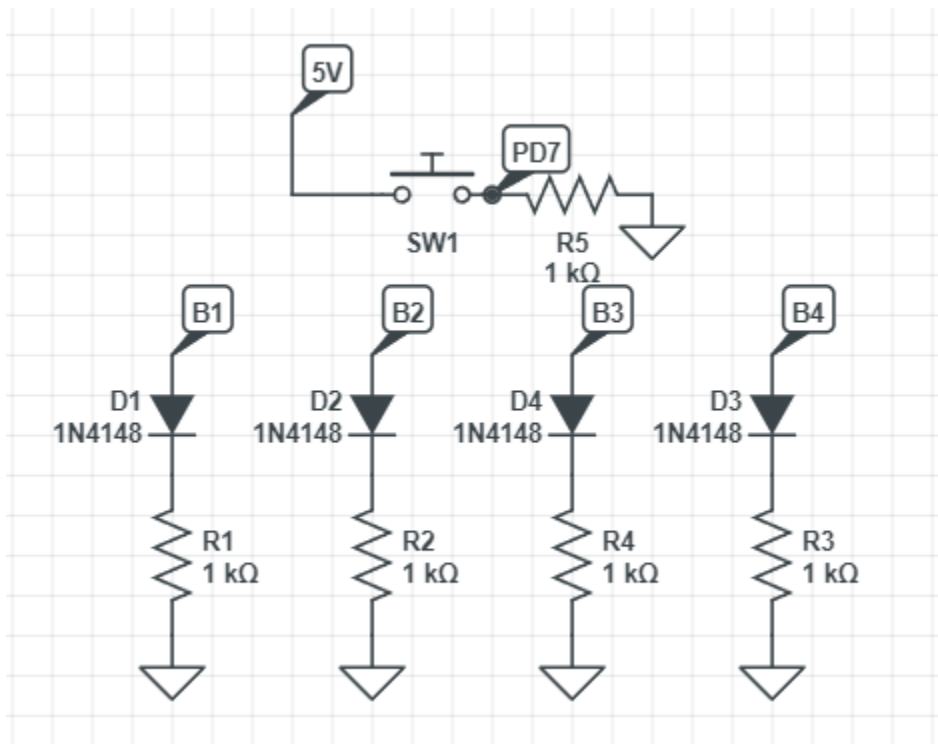 5V
PD7
SW1
R5
1 kΩ
B1
B2
B3
B4
D1
1N4148
D2
1N4148
D4
1N4148
D3
1N4148
R1
1 kΩ
R2
1 kΩ
R4
1 kΩ
R3
1 kΩ